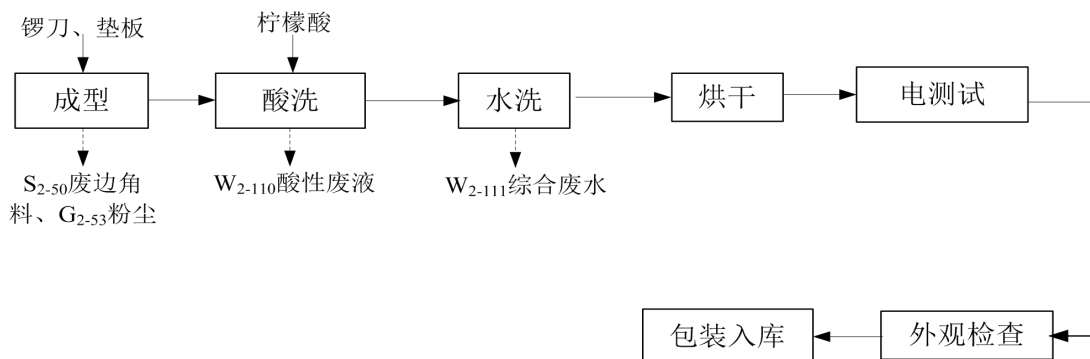 锣刀、垫板
柠檬酸
成型
酸洗
水洗
烘干
电测试
S2-50废边角
料、G2-53粉尘
W2-110酸性废液
W2-111综合废水
包装入库
外观检查